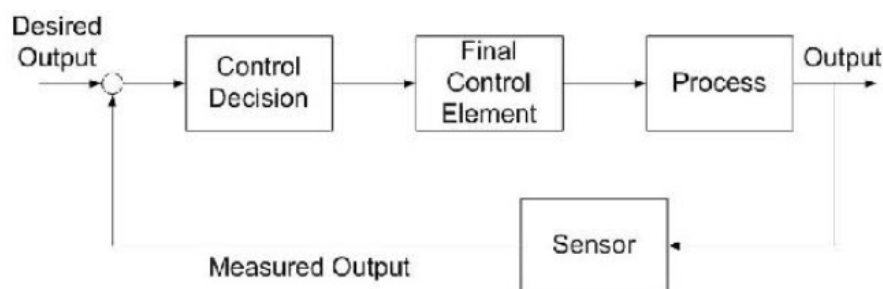 Desired
Output
Control
Decision
Final
Control
Element
Process
Output
Sensor
Measured Output